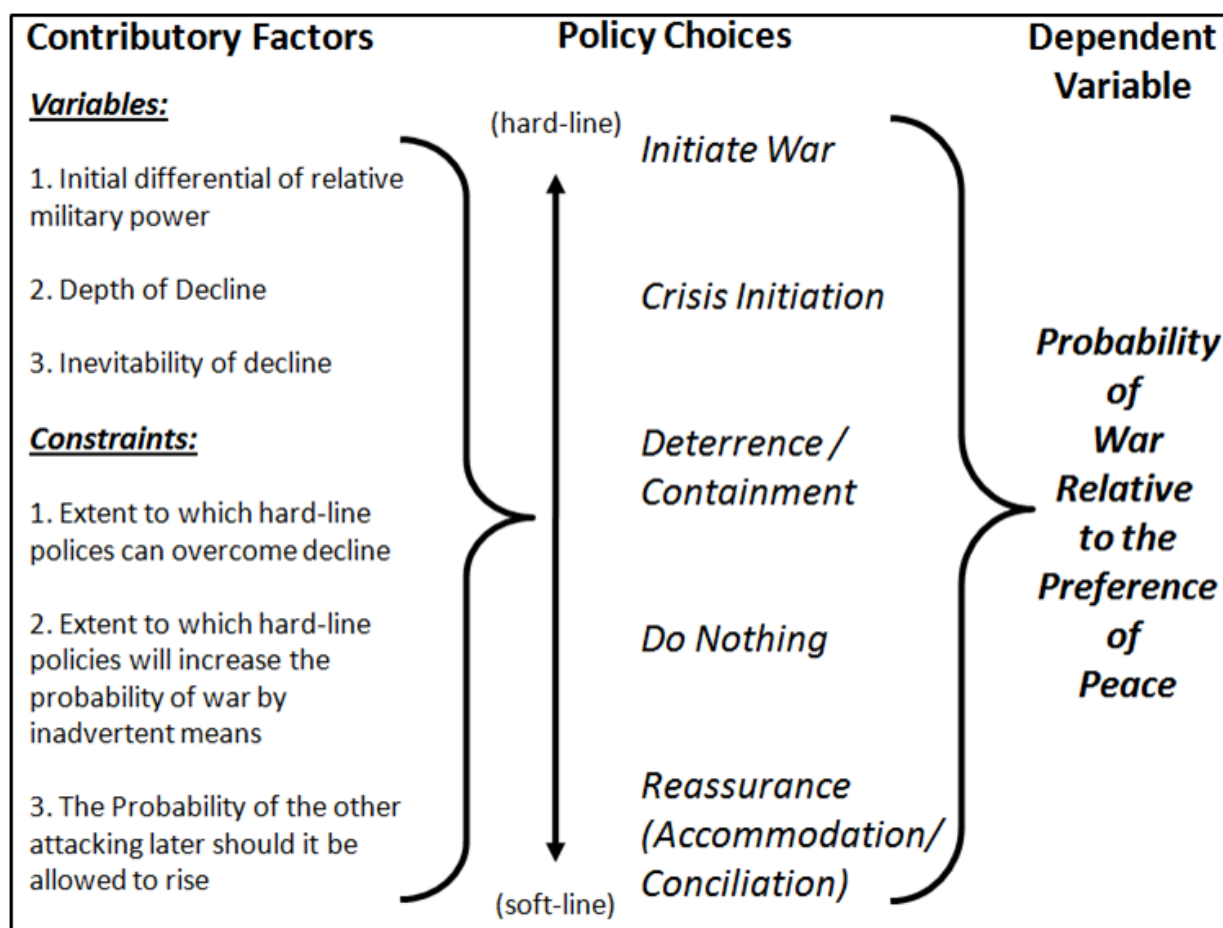 Contributory Factors
Variables:
1. Initial differential of relative
military power
2. Depth of Decline
3. Inevitability of decline
Constraints:
1. Extent to which hard-line
polices can overcome decline
2. Extent to which hard-line
policies will increase the
probability of war by
inadvertent means
3. The Probability of the other
attacking later should it be
allowed to rise
Policy Choices
(hard-line)
Initiate War
Crisis Initiation
Deterrence /
Containment
Do Nothing
Reassurance
(Accommodation/
Conciliation)
(soft-line)
Dependent
Variable
Probability
of
War
Relative
to the
Preference
of
Peace